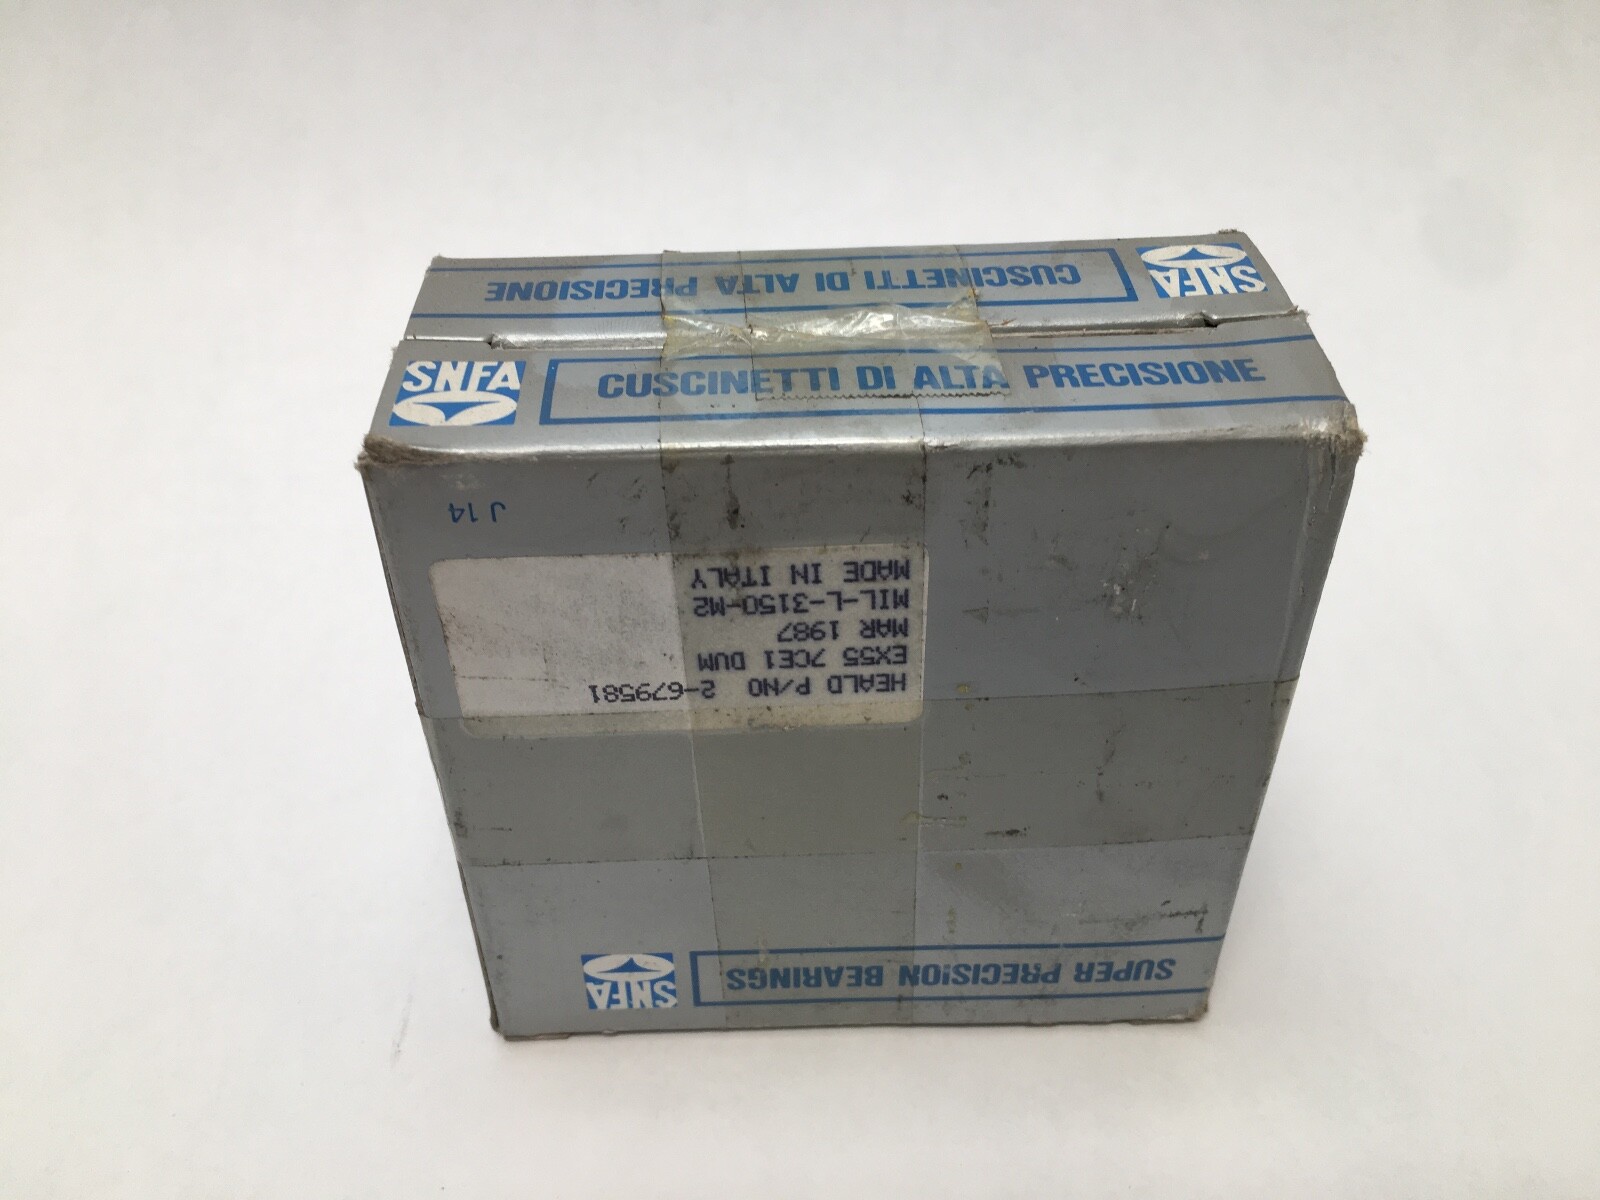 CUSCINETTI DI ALTA PRECISIONE
SNFA
SNFA
CUSCINETTI DI ALTA PRECISIONE
J 14
HEALD P/NO 2-679581
EX55 7CE1 DUM
MAR 1987
MIL-L-3150-M2
MADE IN ITALY
SNFA
SUPER PRECISION BEARINGS